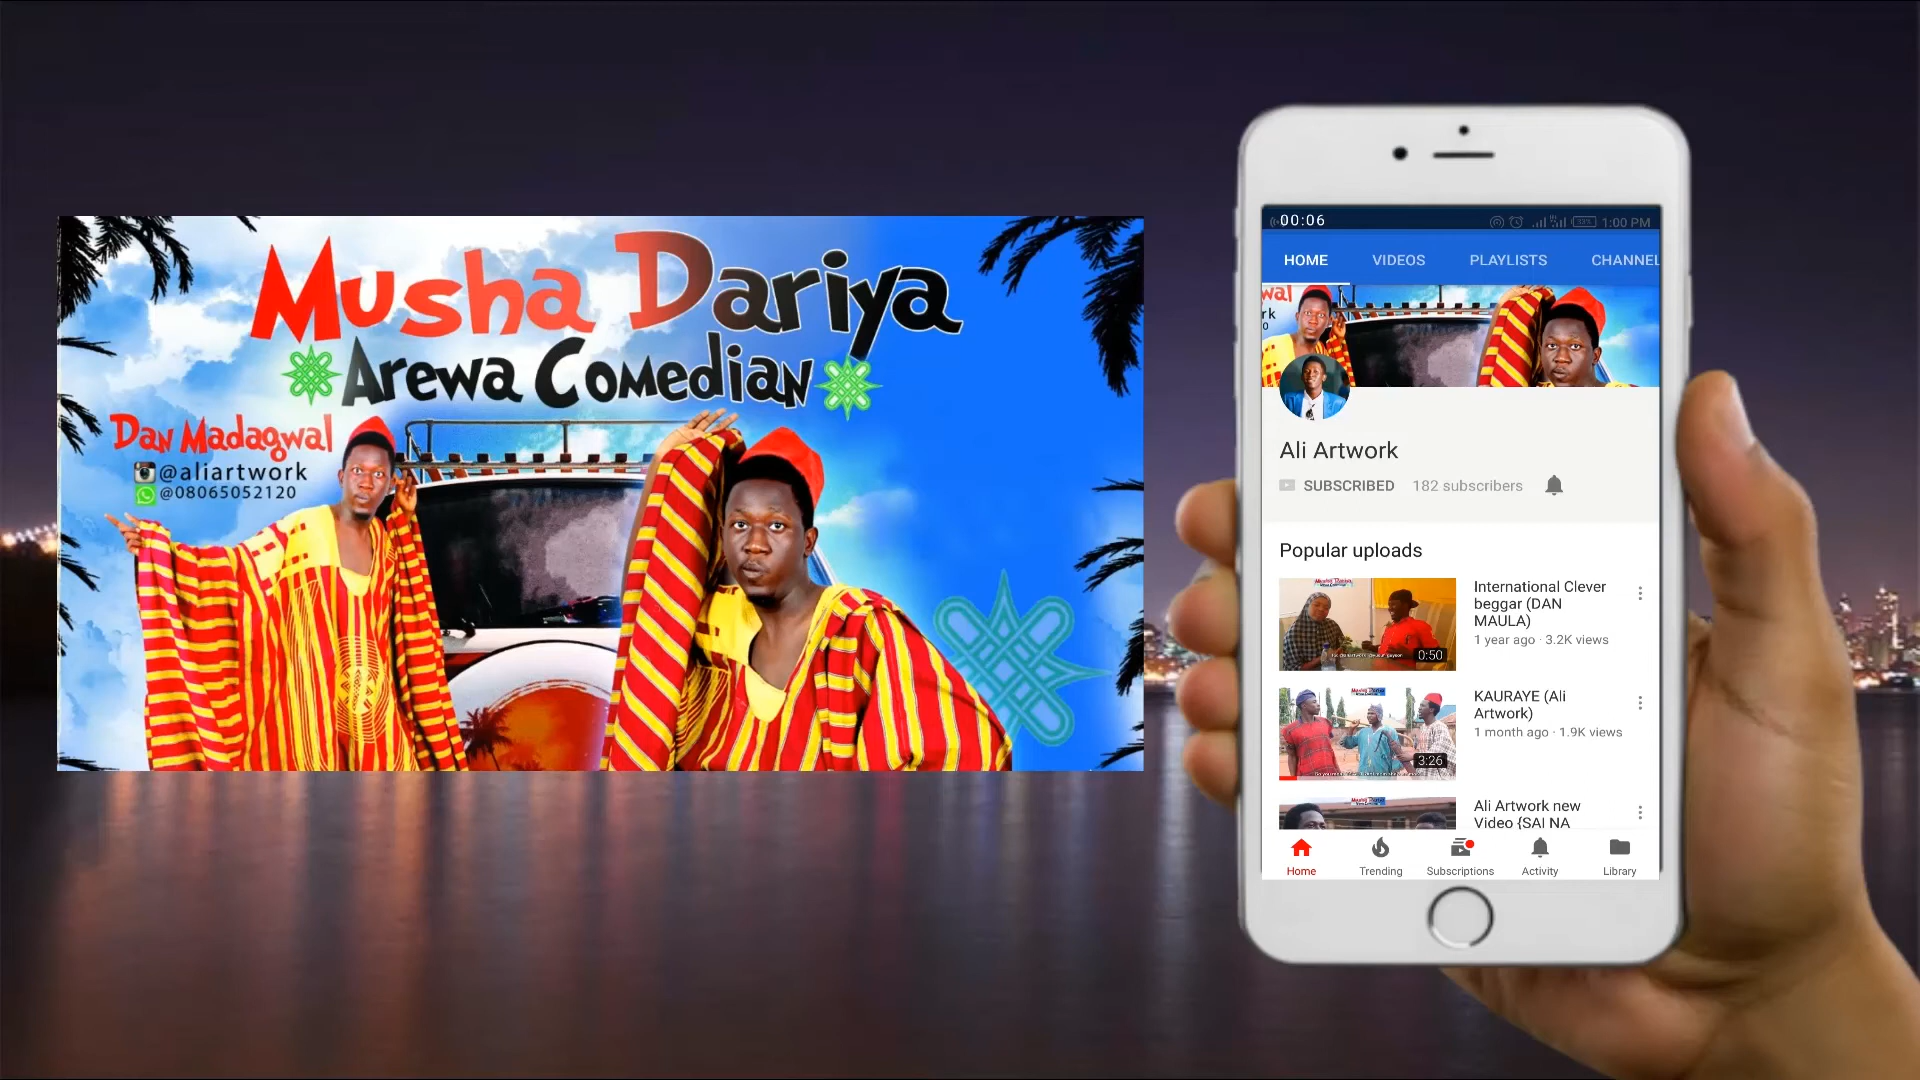 Musha Dariya
Arewa Comedian
Dan Madagwal
@aliartwork
@08065052120
00:06
1:00 PM
HOME
VIDEOS
PLAYLISTS
CHANNEL
Ali Artwork
SUBSCRIBED
182 subscribers
Popular uploads
International Clever
beggar (DAN
MAULA)
1 year ago · 3.2K views
0:50
KAURAYE (Ali
Artwork)
1 month ago · 1.9K views
3:26
Ali Artwork new
Video {SAI NA
Home
Trending
Subscriptions
Activity
Library